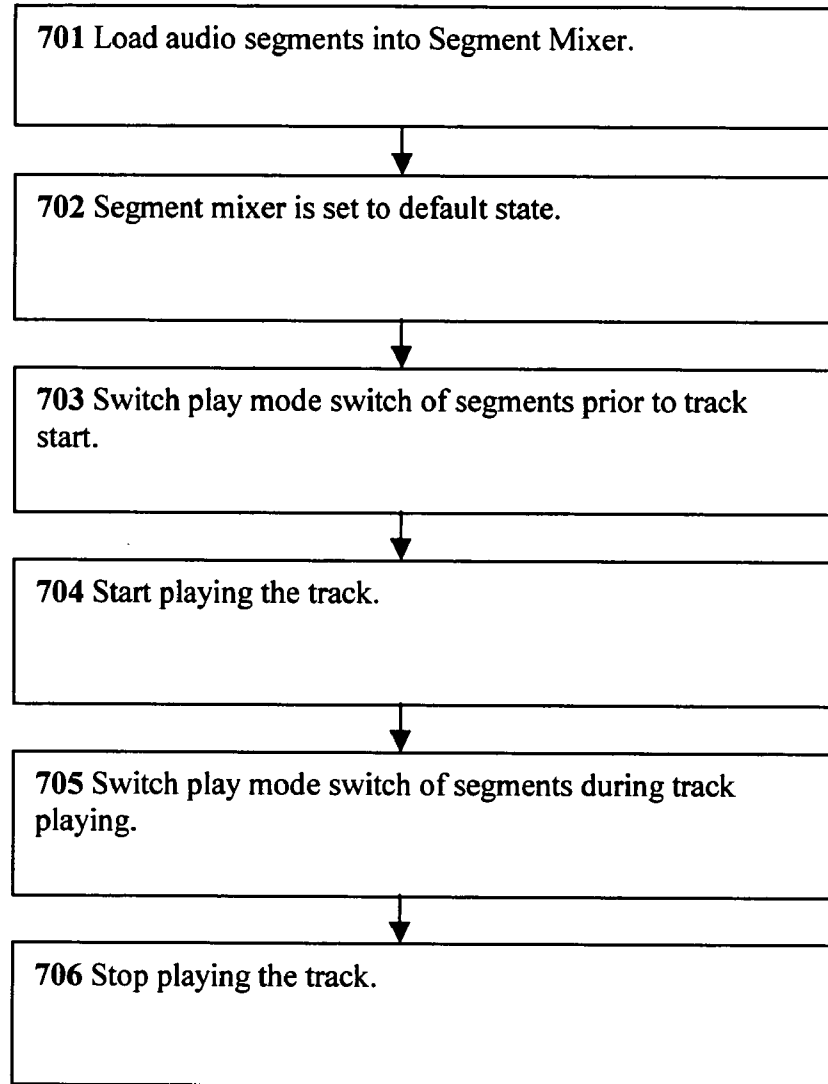 701 Load audio segments into Segment Mixer.
702 Segment mixer is set to default state.
703 Switch play mode switch of segments prior to track
start.
704 Start playing the track.
705 Switch play mode switch of segments during track
playing.
706 Stop playing the track.